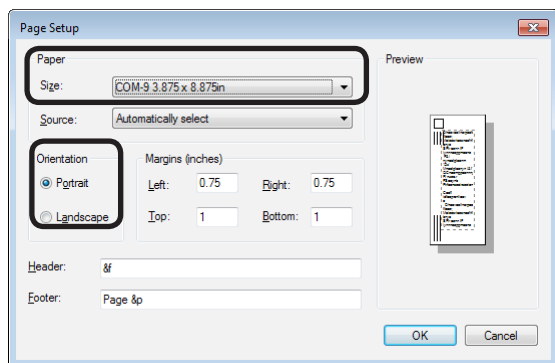 Page Setup
Paper
Size: COM-9 3.875 x 8.875in
Source: Automatically select
Orientation
Portrait
Landscape
Margins (inches)
Left: 0.75 Right: 0.75
Top: 1 Bottom: 1
Header: &f
Footer: Page &p
Preview
OK Cancel